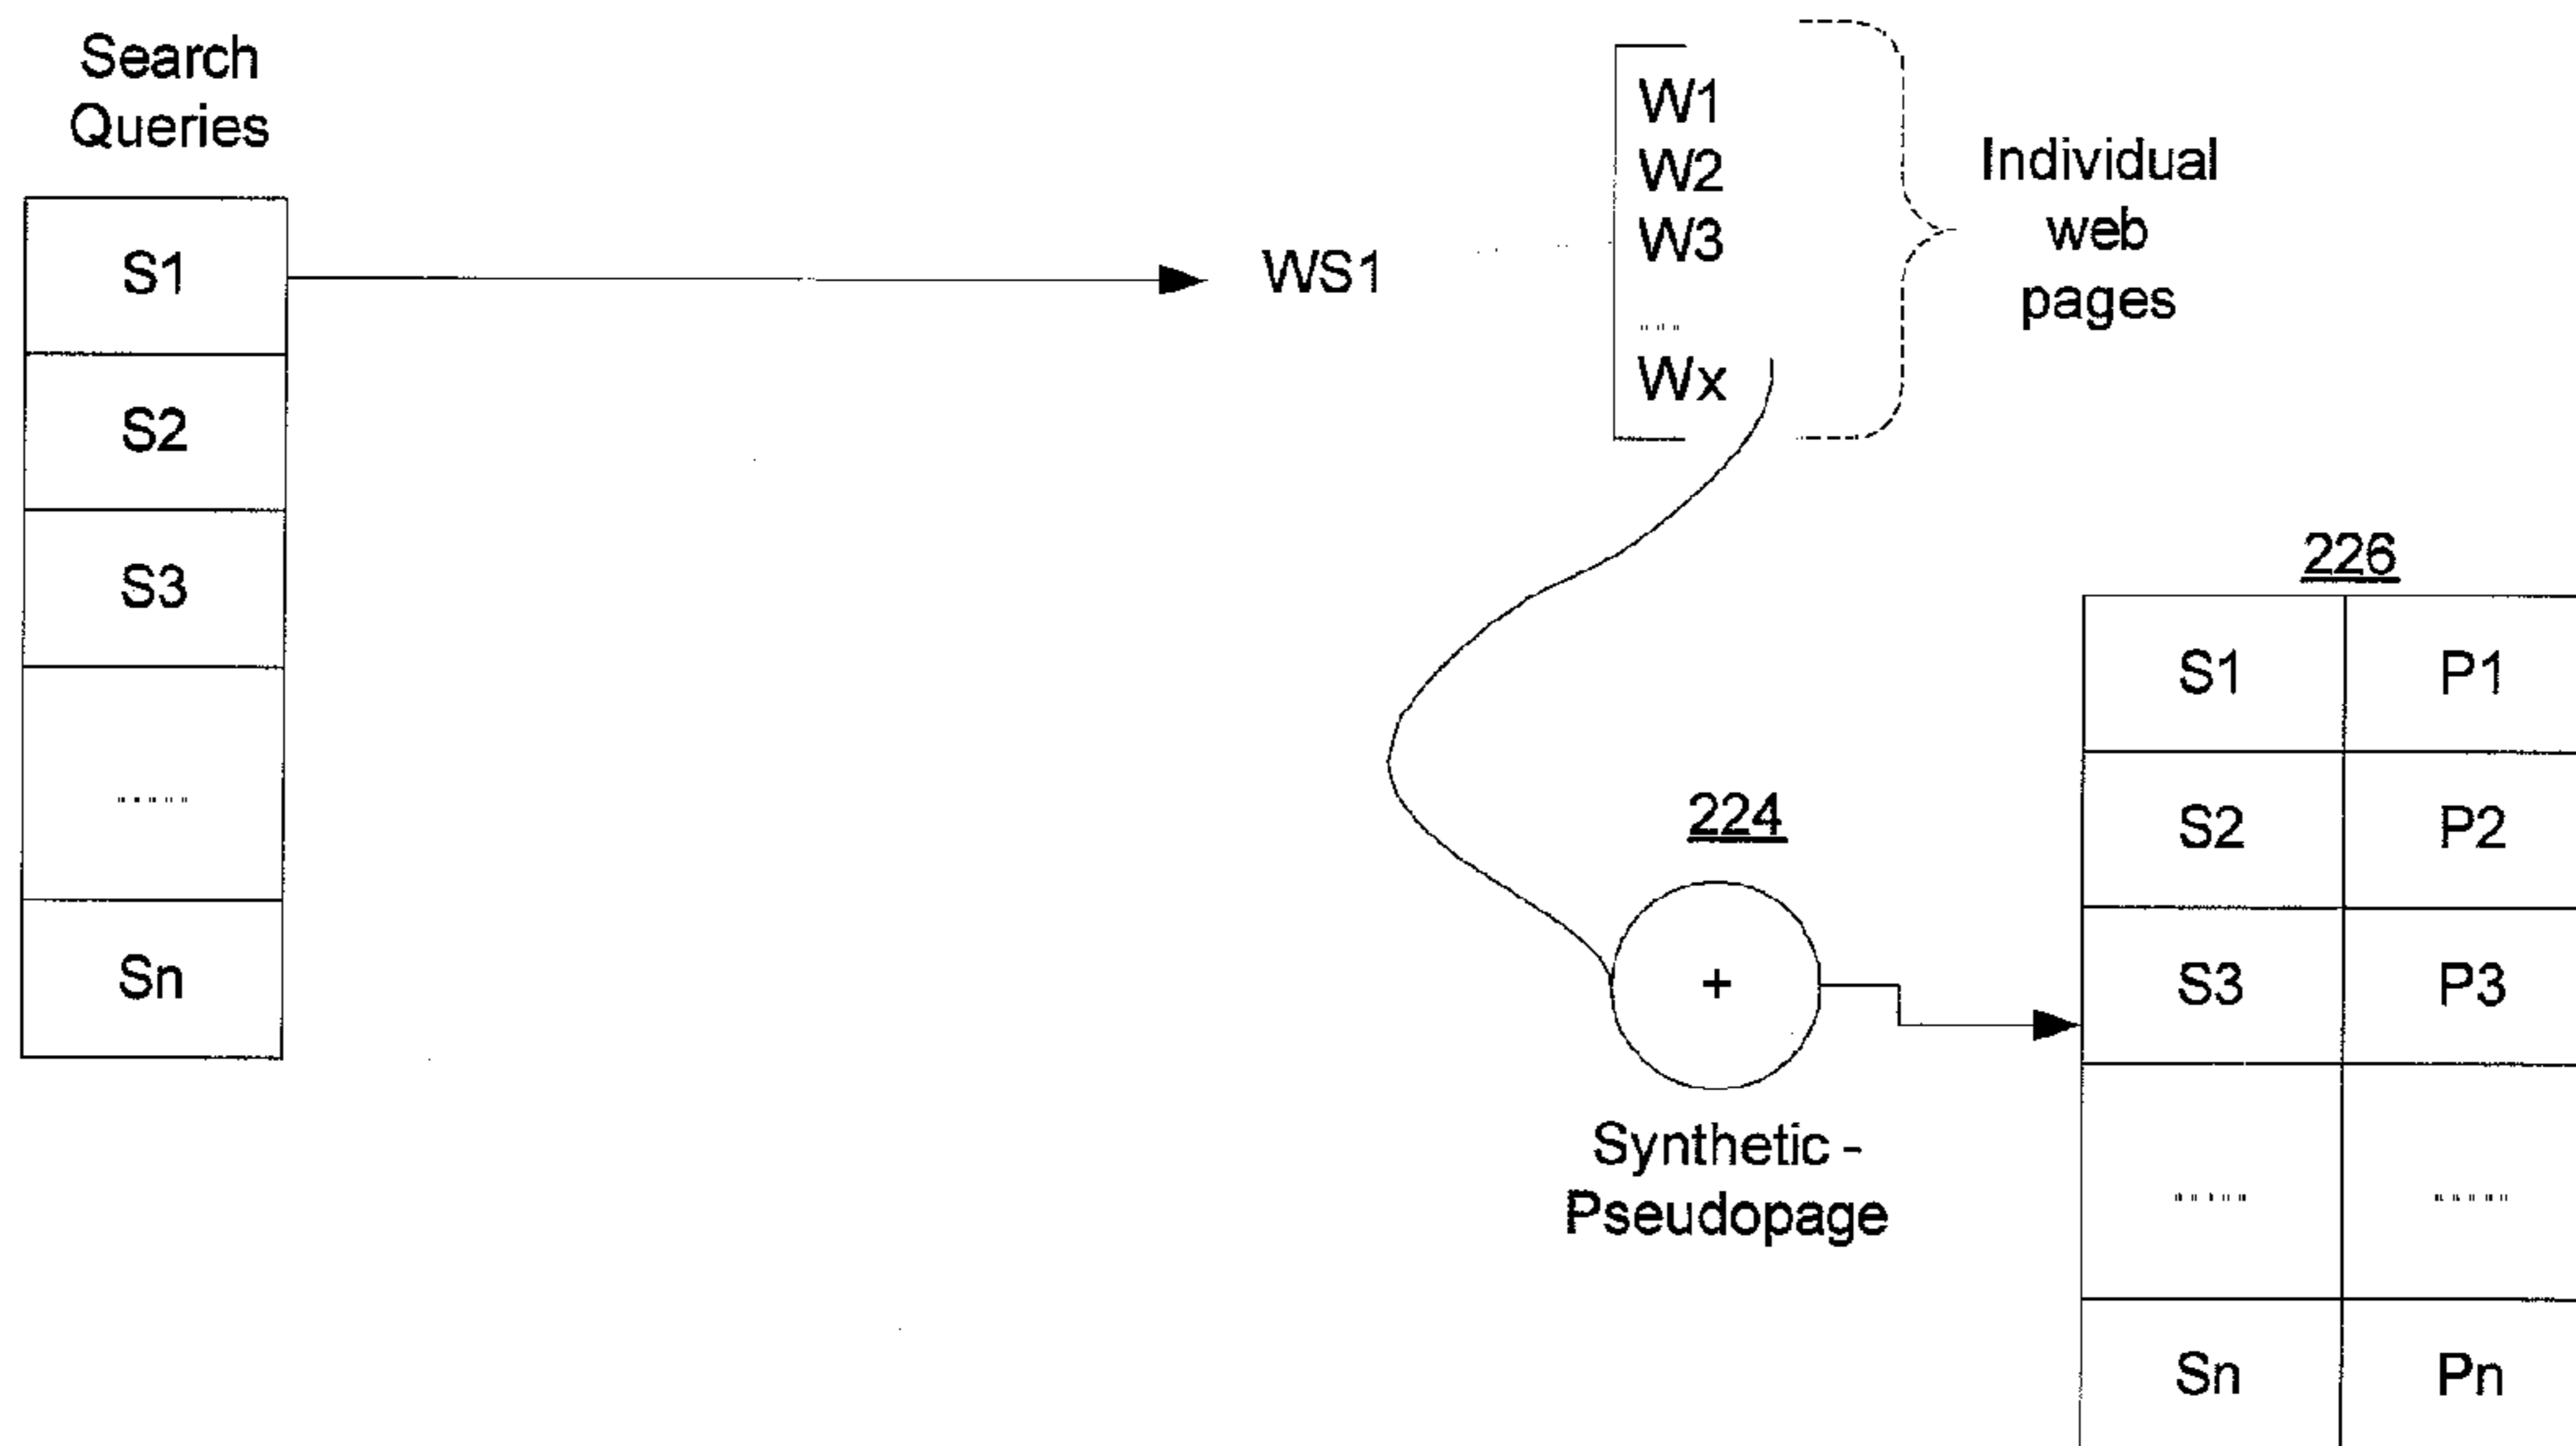 Search
Queries
S1
S2
S3
.....
Sn
WS1
W1
W2
W3
....
Wx
Individual
web
pages
224
+
Synthetic -
Pseudopage
226
S1 P1
S2 P2
S3 P3
..... .....
Sn Pn